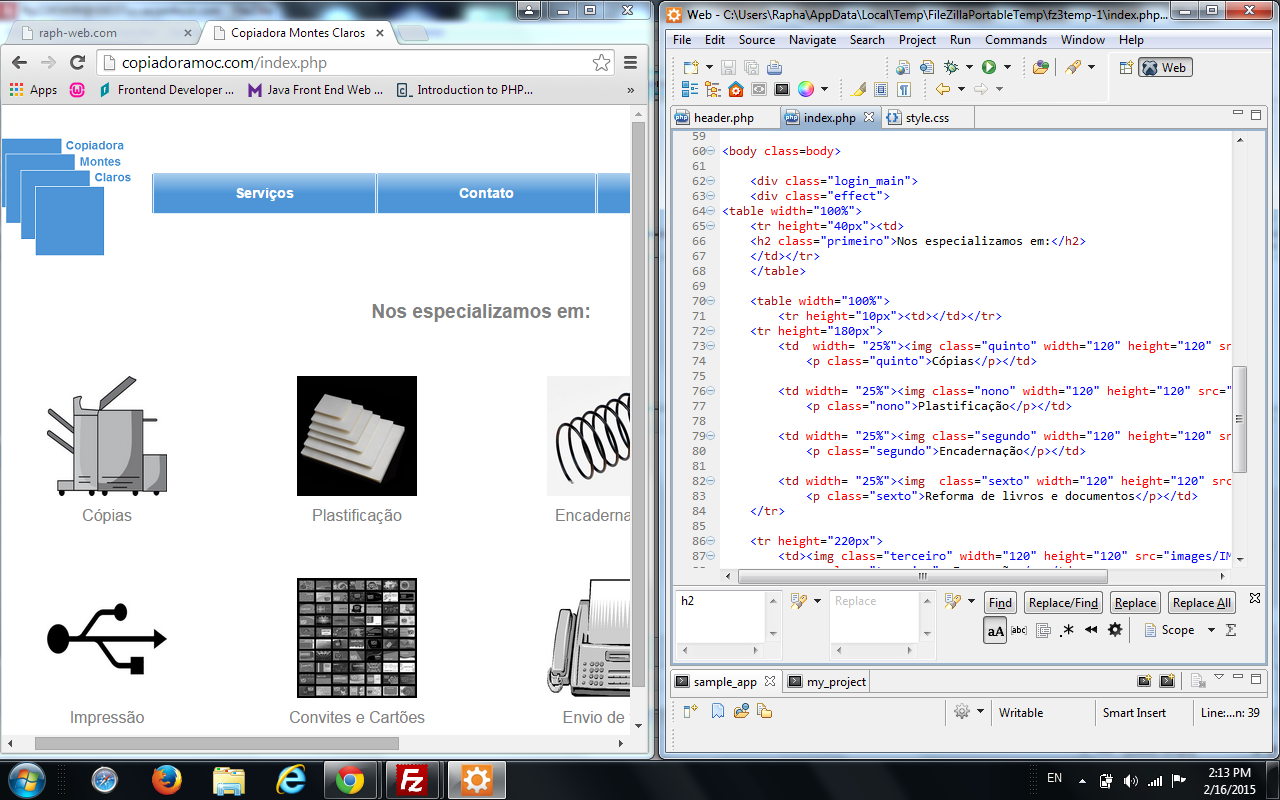 raph-web.com
Copiadora Montes Claros
copiadoramoc.com/index.php
Apps
Frontend Developer ...
Java Front End Web ...
Introduction to PHP...
»
Copiadora
Montes
Claros
Serviços
Contato
Nos especializamos em:
Cópias
Plastificação
Encaderna
Impressão
Convites e Cartões
Envio de
Web - C:\Users\Rapha\AppData\Local\Temp\FileZillaPortableTemp\fz3temp-1\index.php...
File Edit Source Navigate Search Project Run Commands Window Help
Web
header.php
index.php
style.css
59
60 <body class=body>
61
62 <div class="login_main">
63 <div class="effect">
64 <table width="100%">
65 <tr height="40px"><td>
66 <h2 class="primeiro">Nos especializamos em:</h2>
67 </td></tr>
68 </table>
69
70 <table width="100%">
71 <tr height="10px"><td></td></tr>
72 <tr height="180px">
73 <td  width= "25%"><img class="quinto" width="120" height="120" sr
74 <p class="quinto">Cópias</p></td>
75
76 <td width= "25%"><img class="nono" width="120" height="120" src="
77 <p class="nono">Plastificação</p></td>
78
79 <td width= "25%"><img class="segundo" width="120" height="120" sr
80 <p class="segundo">Encadernação</p></td>
81
82 <td width= "25%"><img  class="sexto" width="120" height="120" src
83 <p class="sexto">Reforma de livros e documentos</p></td>
84 </tr>
85
86 <tr height="220px">
87 <td><img class="terceiro" width="120" height="120" src="images/IM
h2
Replace
Find Replace/Find Replace Replace All
aA abc .* Scope Σ
sample_app
my_project
Writable Smart Insert Line:...n: 39
EN
2:13 PM
2/16/2015